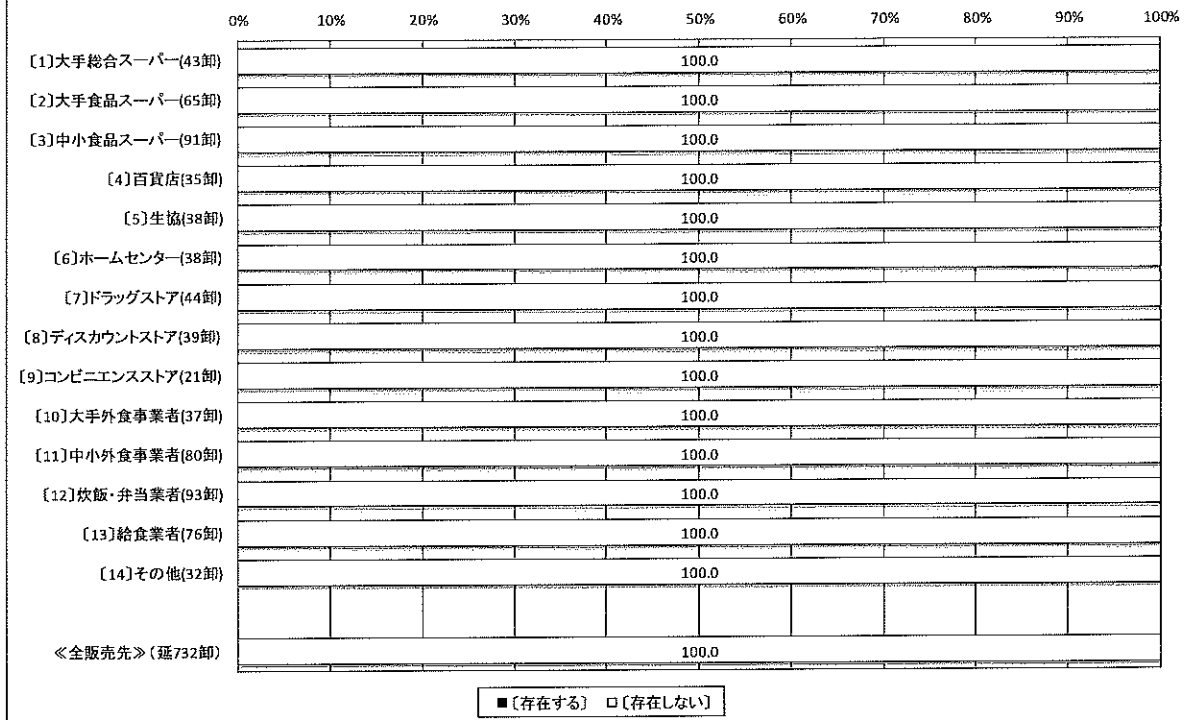 0% 10% 20% 30% 40% 50% 60% 70% 80% 90% 100%
〔1〕大手総合スーパー(43卸) 100.0
〔2〕大手食品スーパー(65卸) 100.0
〔3〕中小食品スーパー(91卸) 100.0
〔4〕百貨店(35卸) 100.0
〔5〕生協(38卸) 100.0
〔6〕ホームセンター(38卸) 100.0
〔7〕ドラッグストア(44卸) 100.0
〔8〕ディスカウントストア(39卸) 100.0
〔9〕コンビニエンスストア(21卸) 100.0
〔10〕大手外食事業者(37卸) 100.0
〔11〕中小外食事業者(80卸) 100.0
〔12〕炊飯・弁当業者(93卸) 100.0
〔13〕給食業者(76卸) 100.0
〔14〕その他(32卸) 100.0
≪全販売先≫〔延732卸〕 100.0
■〔存在する〕 □〔存在しない〕